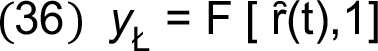 (36) yŁ = F [ r̂(t),1]